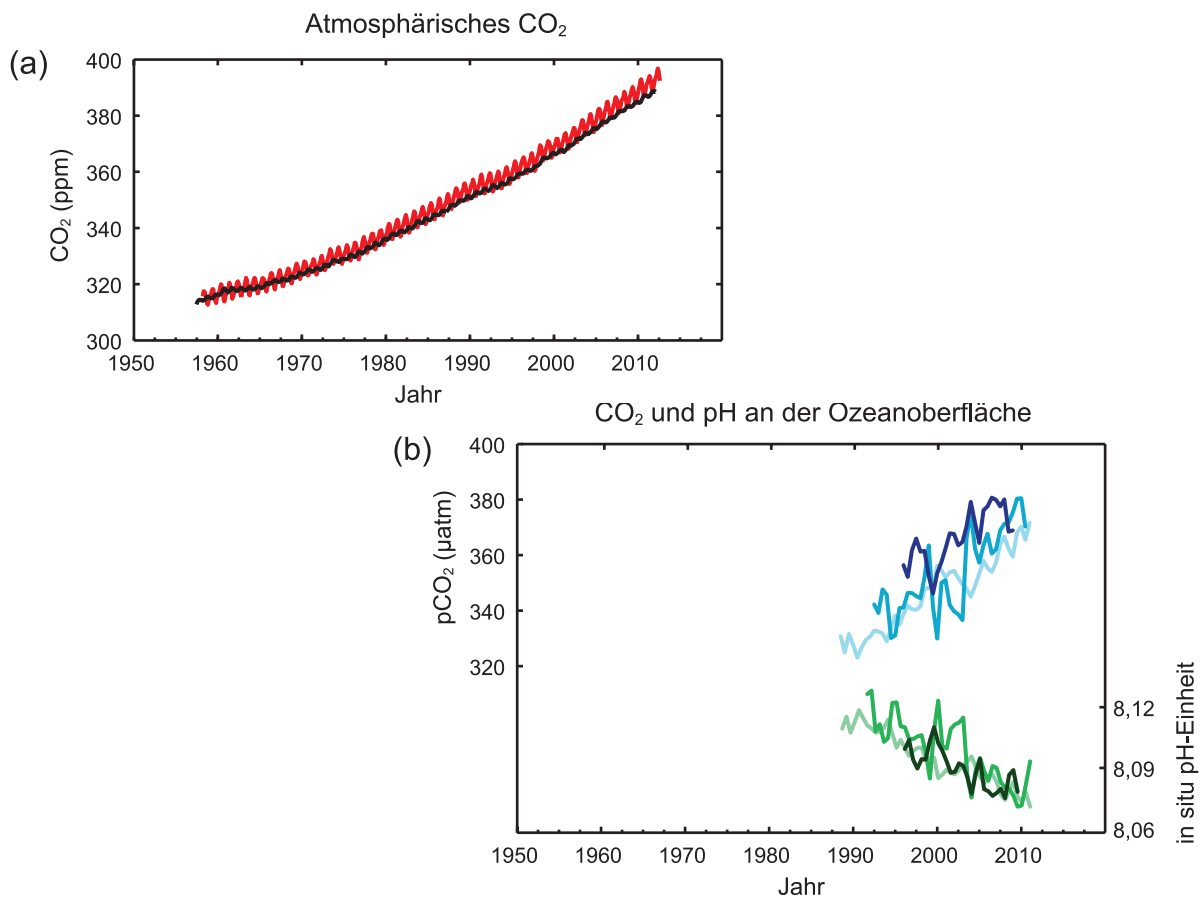 Atmosphärisches CO₂
(a)
CO₂ (ppm)
400
380
360
340
320
300
1950 1960 1970 1980 1990 2000 2010
Jahr
CO₂ und pH an der Ozeanoberfläche
(b)
pCO₂ (µatm)
400
380
360
340
320
in situ pH-Einheit
8,12
8,09
8,06
1950 1960 1970 1980 1990 2000 2010
Jahr